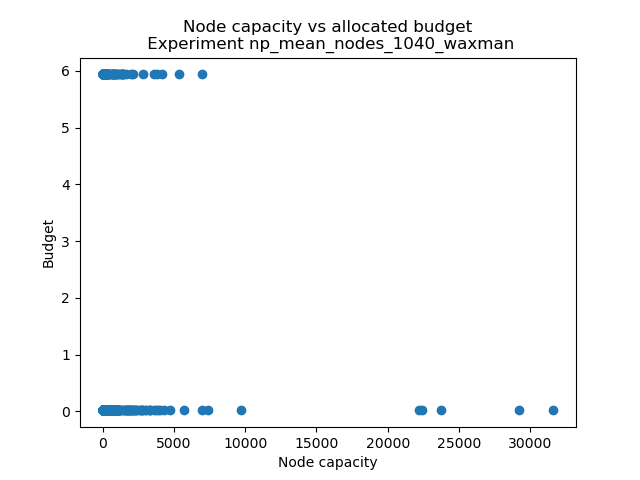 Node capacity vs allocated budget
Experiment np_mean_nodes_1040_waxman
6
5
4
3
2
1
0
Budget
0 5000 10000 15000 20000 25000 30000
Node capacity